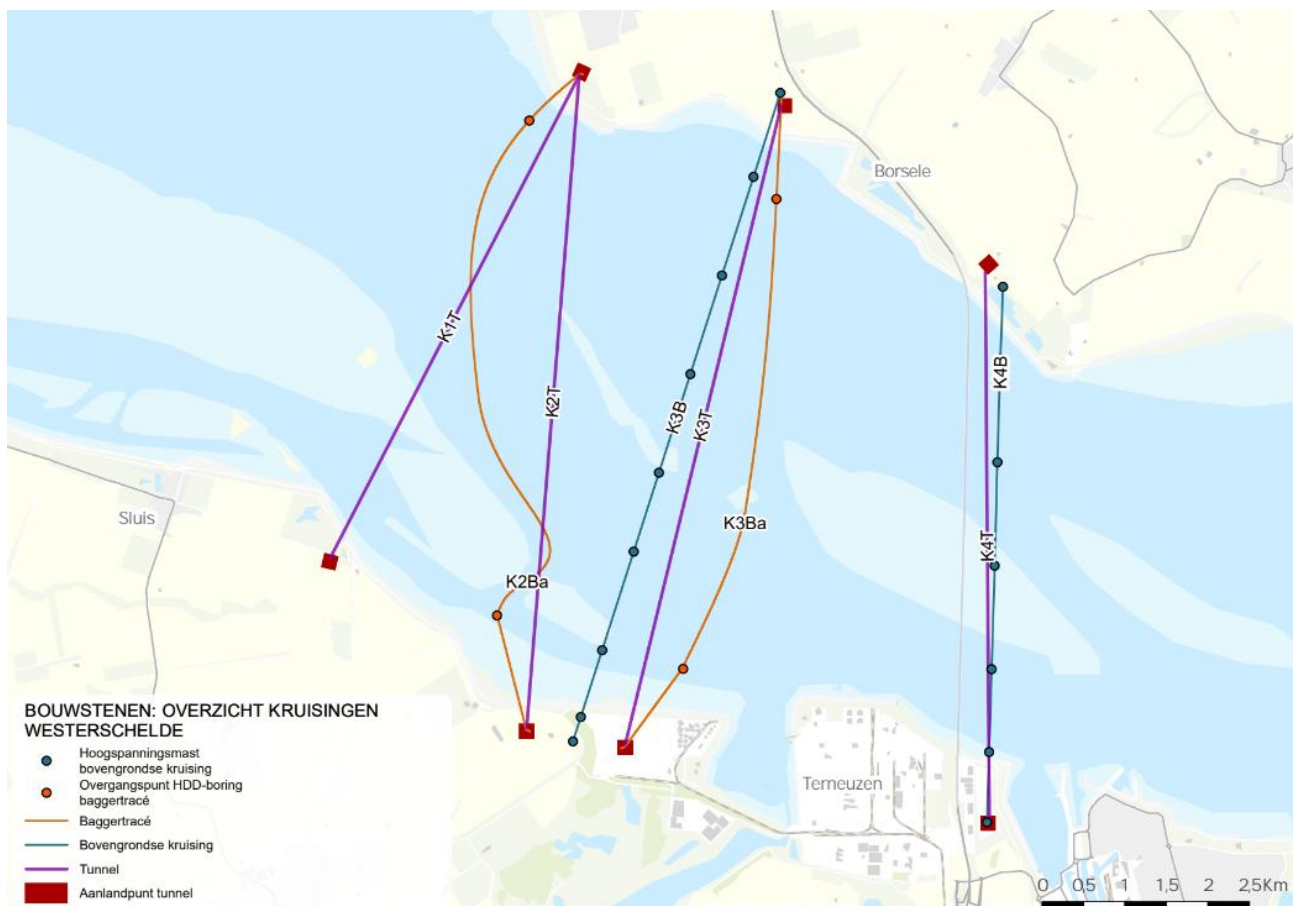 Borsele
K1T
K2T
K3B
K3T
K4B
K3Ba
K4T
Sluis
K2Ba
Terneuzen
BOUWSTENEN: OVERZICHT KRUISINGEN
WESTERSCHELDE
Hoogspanningsmast
bovengrondse kruising
Overgangspunt HDD-boring
baggertracé
Baggertracé
Bovengrondse kruising
Tunnel
Aanlandpunt tunnel
0 0,5 1 1,5 2 2,5Km